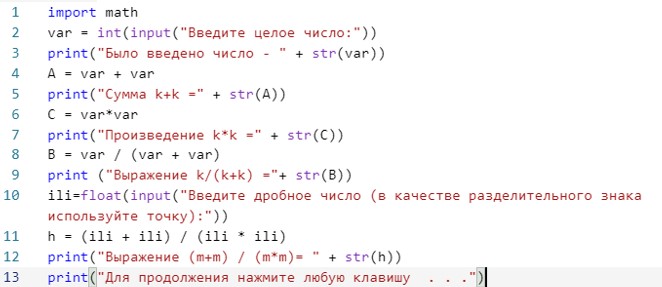 1 import math
2 var = int(input("Введите целое число:"))
3 print("Было введено число - " + str(var))
4 A = var + var
5 print("Сумма k+k =" + str(A))
6 C = var*var
7 print("Произведение k*k =" + str(C))
8 B = var / (var + var)
9 print ("Выражение k/(k+k) ="+ str(B))
10 ili=float(input("Введите дробное число (в качестве разделительного знака
используйте точку):"))
11 h = (ili + ili) / (ili * ili)
12 print("Выражение (m+m) / (m*m)= " + str(h))
13 print("Для продолжения нажмите любую клавишу  . . .")